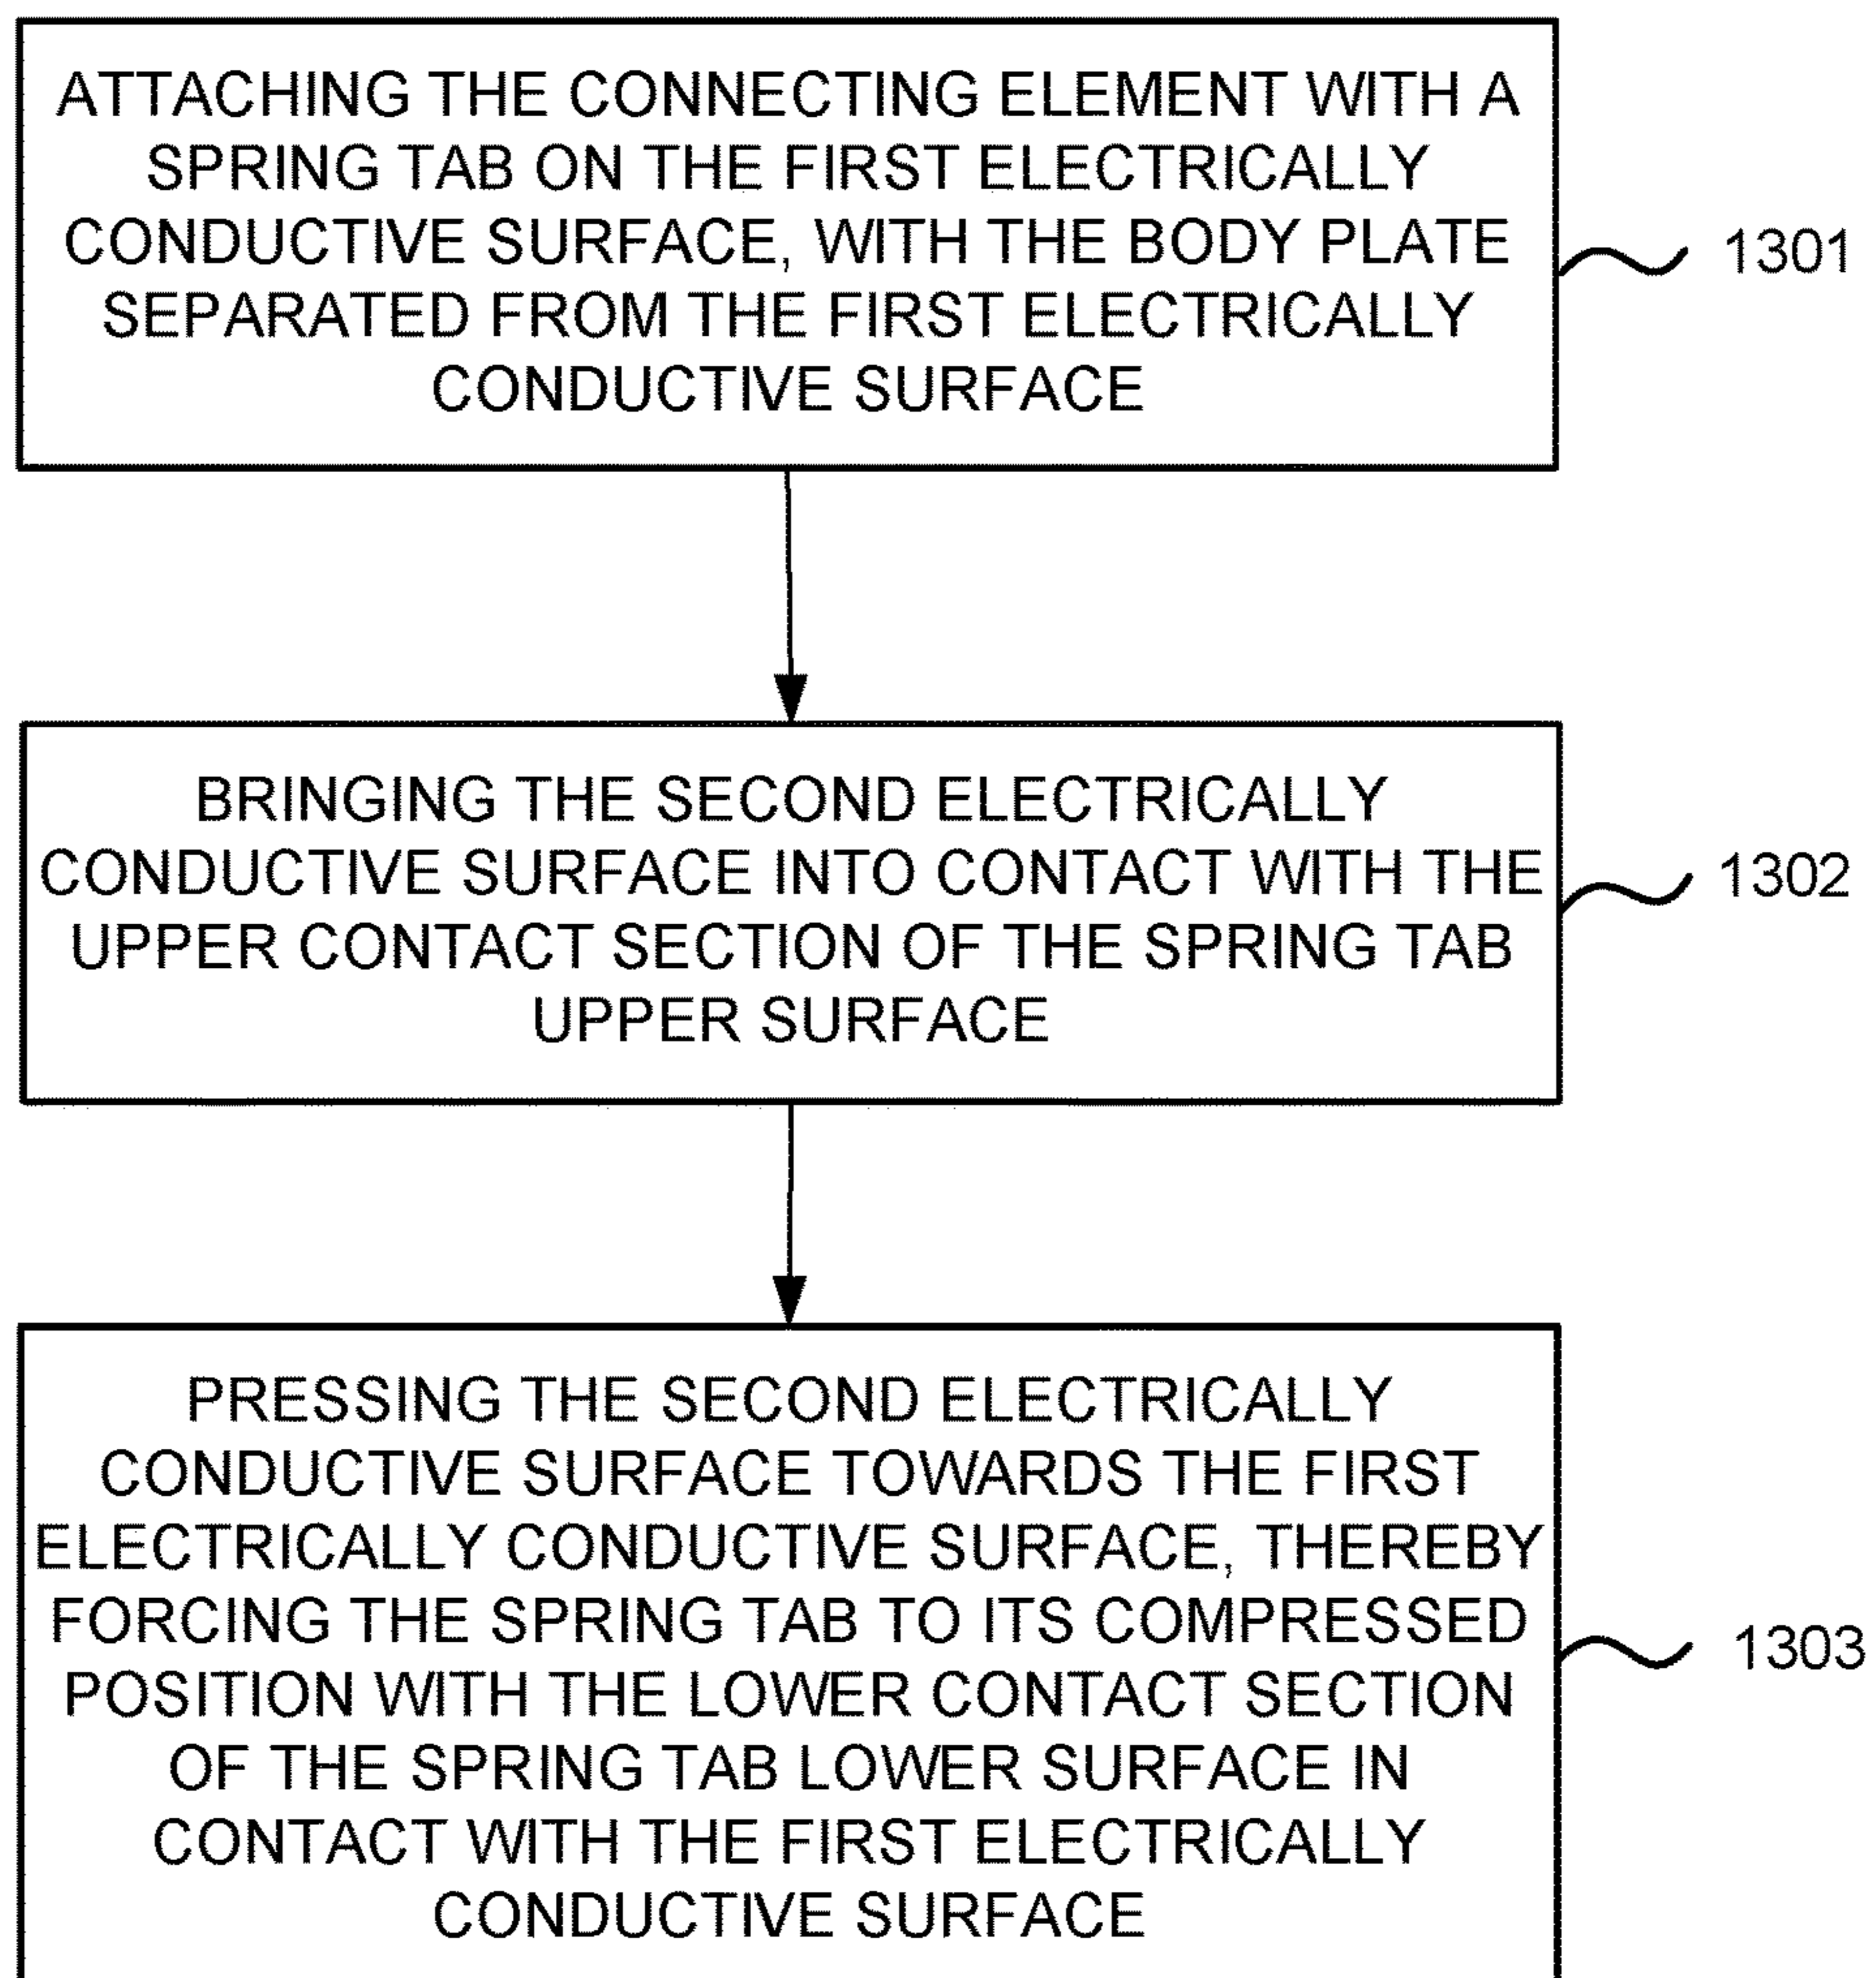 ATTACHING THE CONNECTING ELEMENT WITH A
SPRING TAB ON THE FIRST ELECTRICALLY
CONDUCTIVE SURFACE, WITH THE BODY PLATE
SEPARATED FROM THE FIRST ELECTRICALLY
CONDUCTIVE SURFACE
1301
BRINGING THE SECOND ELECTRICALLY
CONDUCTIVE SURFACE INTO CONTACT WITH THE
UPPER CONTACT SECTION OF THE SPRING TAB
UPPER SURFACE
1302
PRESSING THE SECOND ELECTRICALLY
CONDUCTIVE SURFACE TOWARDS THE FIRST
ELECTRICALLY CONDUCTIVE SURFACE, THEREBY
FORCING THE SPRING TAB TO ITS COMPRESSED
POSITION WITH THE LOWER CONTACT SECTION
OF THE SPRING TAB LOWER SURFACE IN
CONTACT WITH THE FIRST ELECTRICALLY
CONDUCTIVE SURFACE
1303